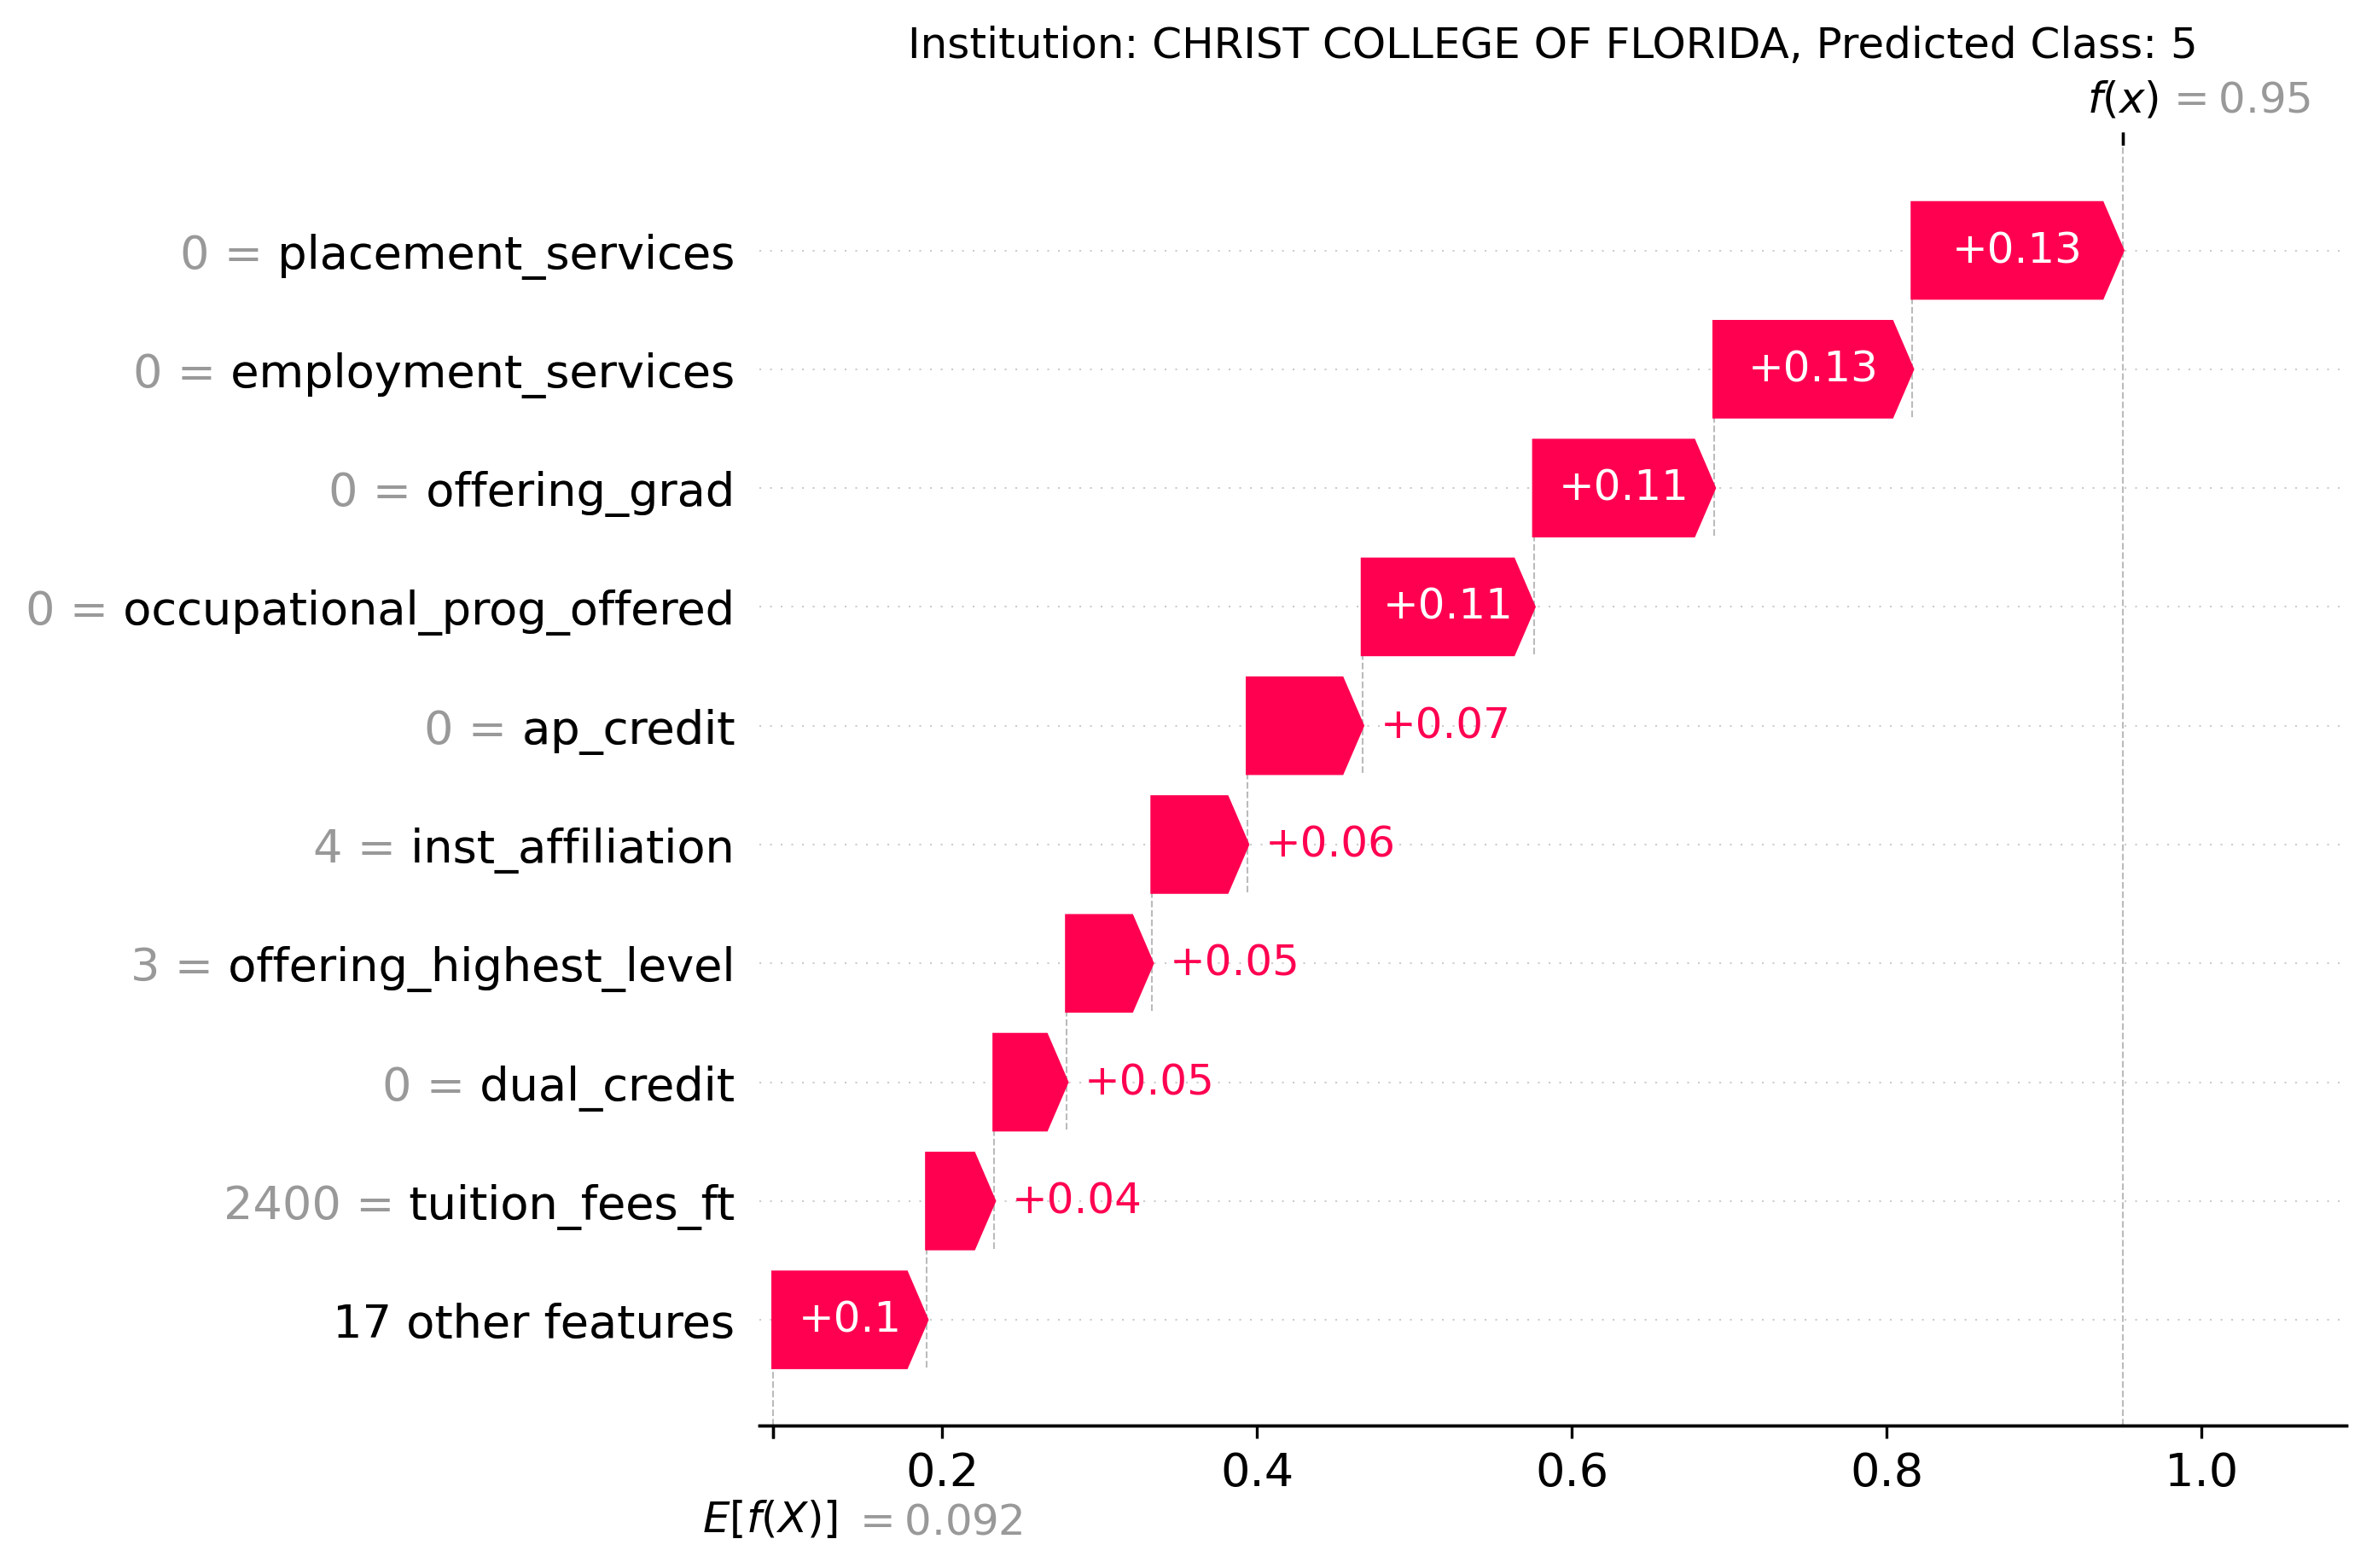 Institution: CHRIST COLLEGE OF FLORIDA, Predicted Class: 5
f(x) = 0.95
0 = placement_services +0.13
0 = employment_services +0.13
0 = offering_grad +0.11
0 = occupational_prog_offered +0.11
0 = ap_credit +0.07
4 = inst_affiliation +0.06
3 = offering_highest_level +0.05
0 = dual_credit +0.05
2400 = tuition_fees_ft +0.04
17 other features +0.1
0.2 0.4 0.6 0.8 1.0
E[f(X)] = 0.092